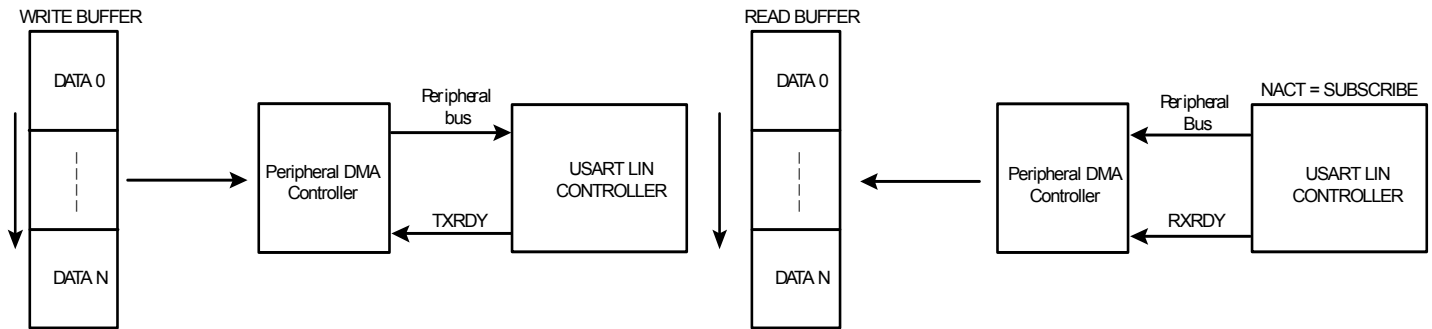 WRITE BUFFER
DATA 0
DATA N
Peripheral DMA
Controller
Peripheral
bus
TXRDY
USART LIN
CONTROLLER
READ BUFFER
DATA 0
DATA N
Peripheral DMA
Controller
Peripheral
Bus
RXRDY
NACT = SUBSCRIBE
USART LIN
CONTROLLER